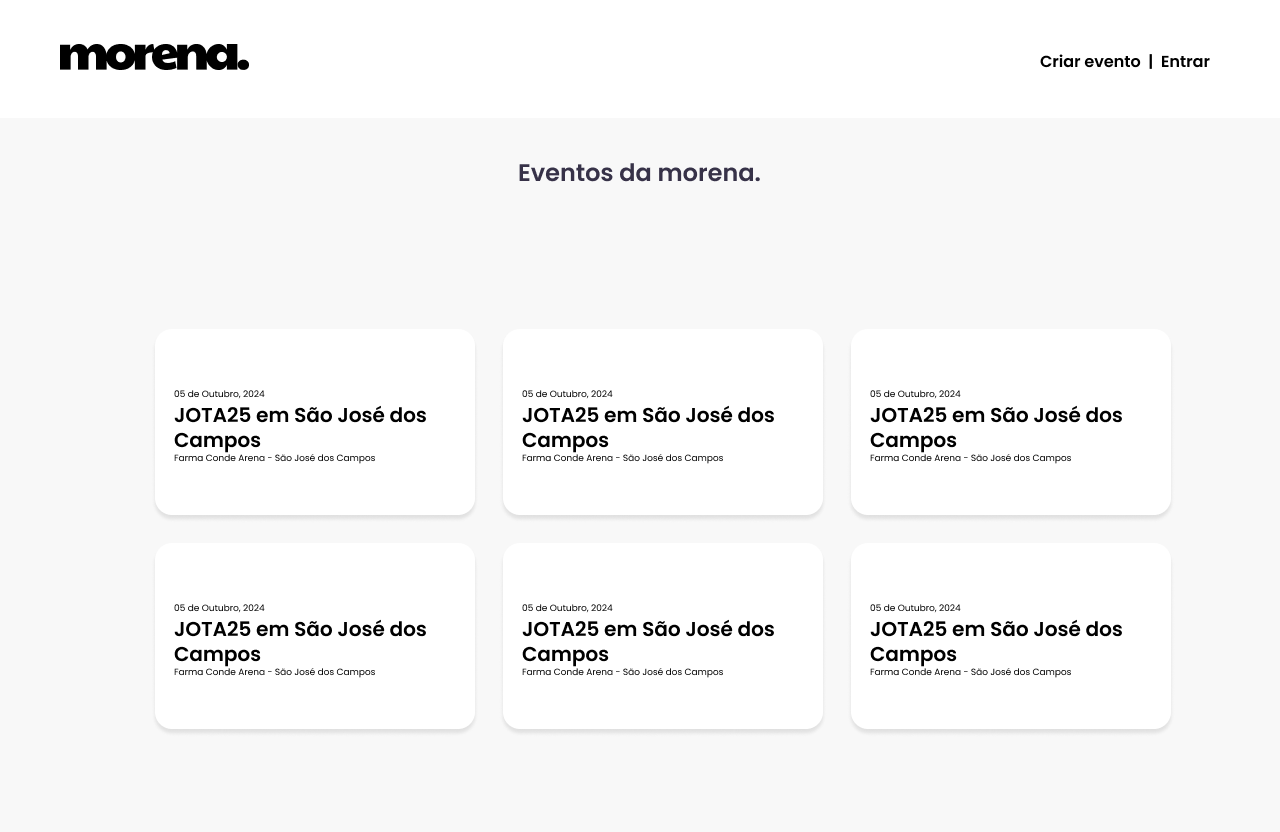 morena.
Criar evento | Entrar
Eventos da morena.
05 de Outubro, 2024
JOTA25 em São José dos
Campos
Farma Conde Arena - São José dos Campos
05 de Outubro, 2024
JOTA25 em São José dos
Campos
Farma Conde Arena - São José dos Campos
05 de Outubro, 2024
JOTA25 em São José dos
Campos
Farma Conde Arena - São José dos Campos
05 de Outubro, 2024
JOTA25 em São José dos
Campos
Farma Conde Arena - São José dos Campos
05 de Outubro, 2024
JOTA25 em São José dos
Campos
Farma Conde Arena - São José dos Campos
05 de Outubro, 2024
JOTA25 em São José dos
Campos
Farma Conde Arena - São José dos Campos